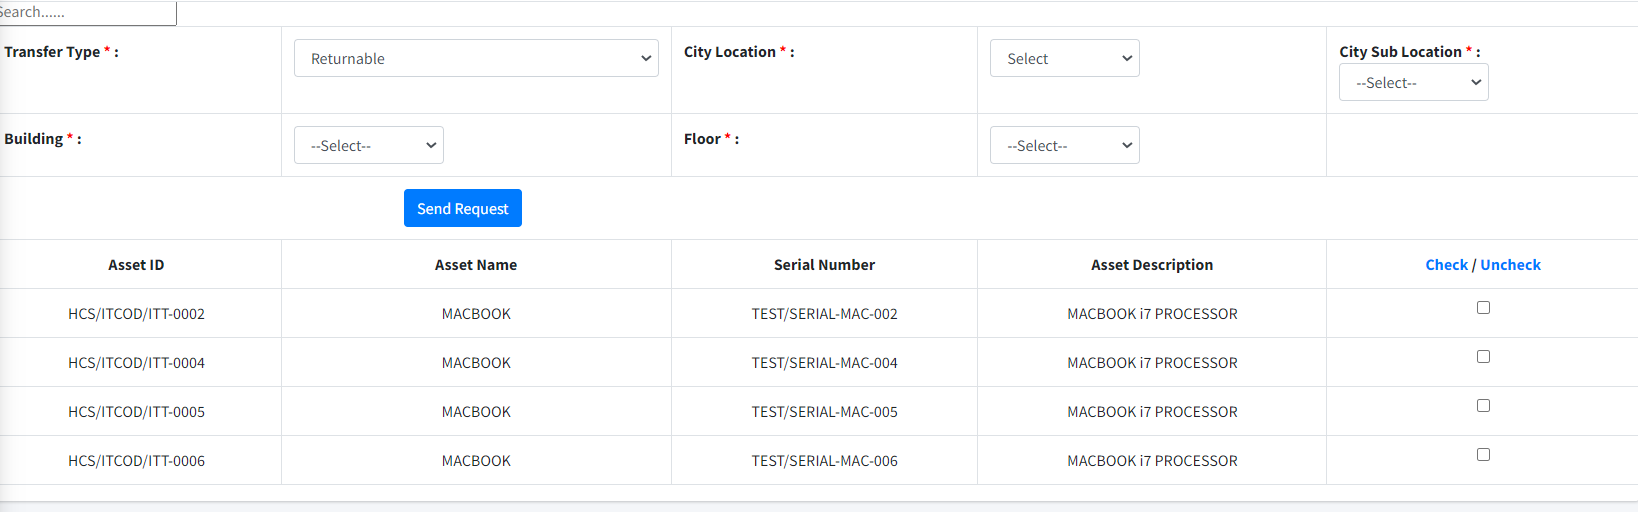 Search......
Transfer Type * :
Returnable
City Location * :
Select
City Sub Location * :
--Select--
Building * :
--Select--
Floor * :
--Select--
Send Request
Asset ID Asset Name Serial Number Asset Description Check / Uncheck
HCS/ITCOD/ITT-0002 MACBOOK TEST/SERIAL-MAC-002 MACBOOK i7 PROCESSOR
HCS/ITCOD/ITT-0004 MACBOOK TEST/SERIAL-MAC-004 MACBOOK i7 PROCESSOR
HCS/ITCOD/ITT-0005 MACBOOK TEST/SERIAL-MAC-005 MACBOOK i7 PROCESSOR
HCS/ITCOD/ITT-0006 MACBOOK TEST/SERIAL-MAC-006 MACBOOK i7 PROCESSOR